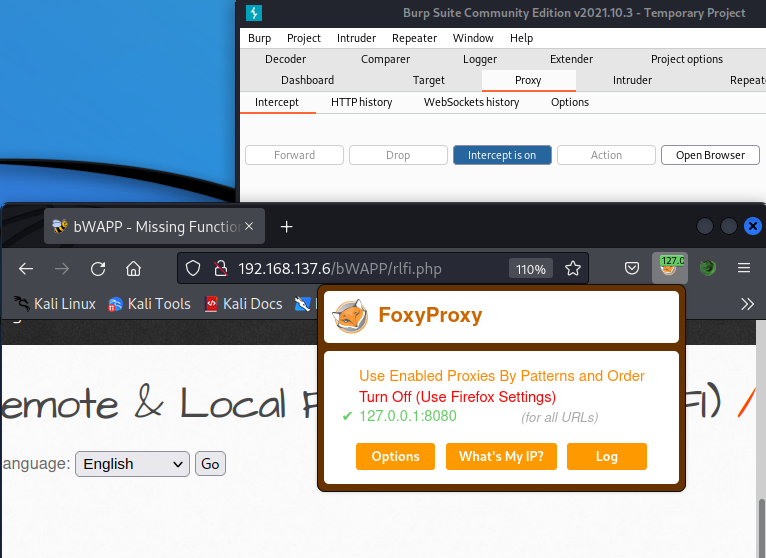 Burp Suite Community Edition v2021.10.3 - Temporary Project
Burp Project Intruder Repeater Window Help
Decoder Comparer Logger Extender Project options
Dashboard Target Proxy Intruder Repeat
Intercept HTTP history WebSockets history Options
Forward Drop Intercept is on Action Open Browser
bWAPP - Missing Function
192.168.137.6/bWAPP/rlfi.php 110% 127.0
Kali Linux Kali Tools Kali Docs
FoxyProxy
Use Enabled Proxies By Patterns and Order
Turn Off (Use Firefox Settings)
127.0.0.1:8080 (for all URLs)
Options What's My IP? Log
emote & Local F FI) /
anguage: English Go